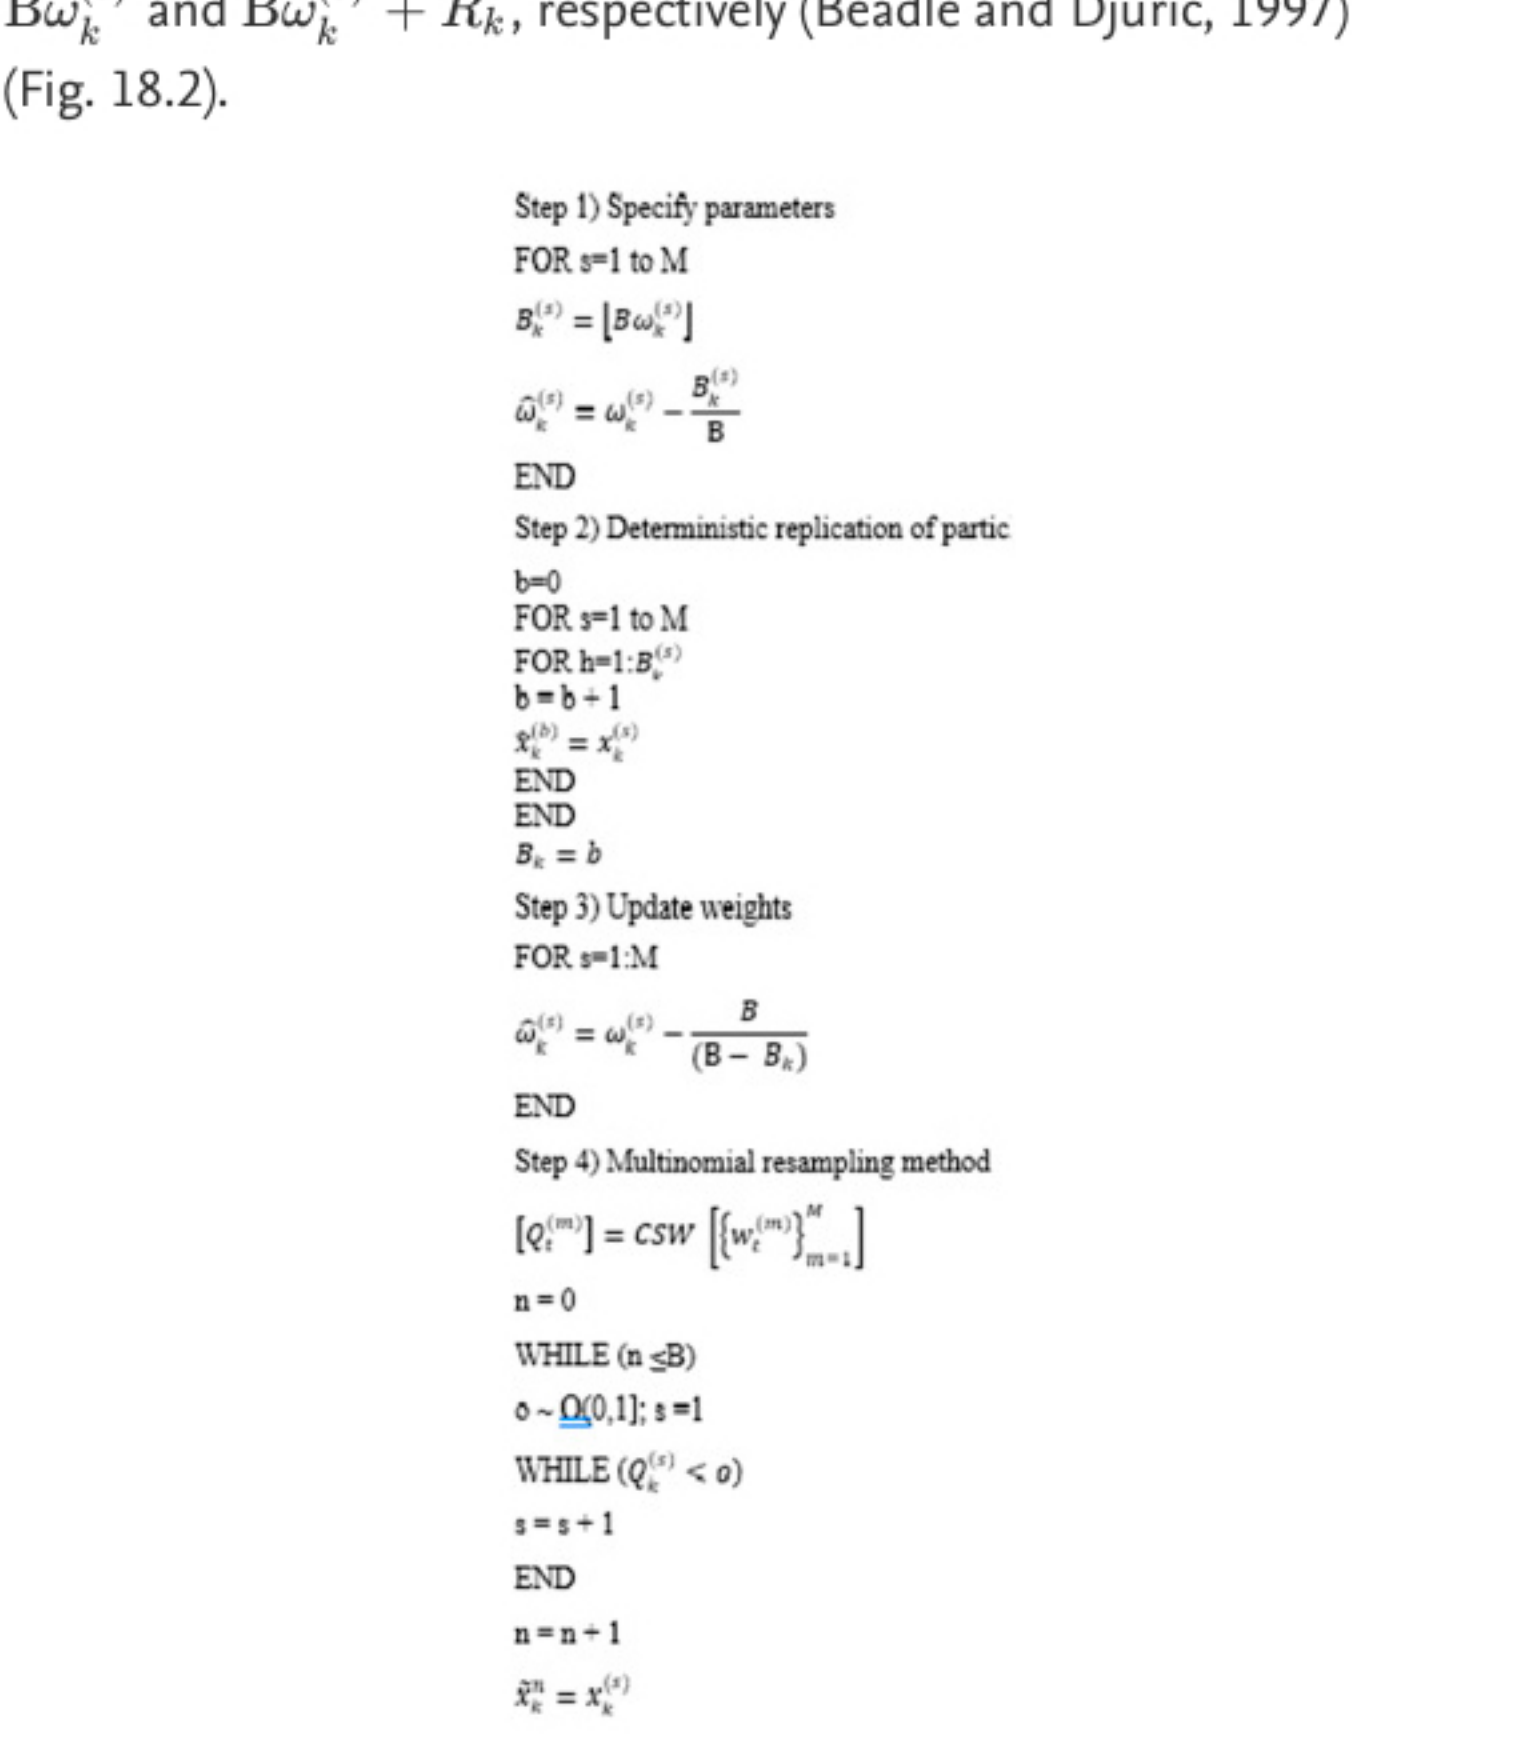 Bω_k and Bω_k + R_k, respectively (Beadle and Djuric, 1997)
(Fig. 18.2).
Step 1) Specify parameters
FOR s=1 to M
B_k^(s) = ⌊Bω_k^(s)⌋
ω̂_k^(s) = ω_k^(s) − B_k^(s) / B
END
Step 2) Deterministic replication of partic
b=0
FOR s=1 to M
FOR h=1:B_k^(s)
b = b + 1
x̂_k^(b) = x_k^(s)
END
END
B_k = b
Step 3) Update weights
FOR s=1:M
ω̂_k^(s) = ω_k^(s) − B / (B − B_k)
END
Step 4) Multinomial resampling method
[Q_t^(m)] = CSW [{w_t^(m)}_{m=1}^M]
n = 0
WHILE (n ≤B)
o ~ O(0,1]; s =1
WHILE (Q_k^(s) < o)
s = s + 1
END
n = n + 1
x̃_k^n = x_k^(s)